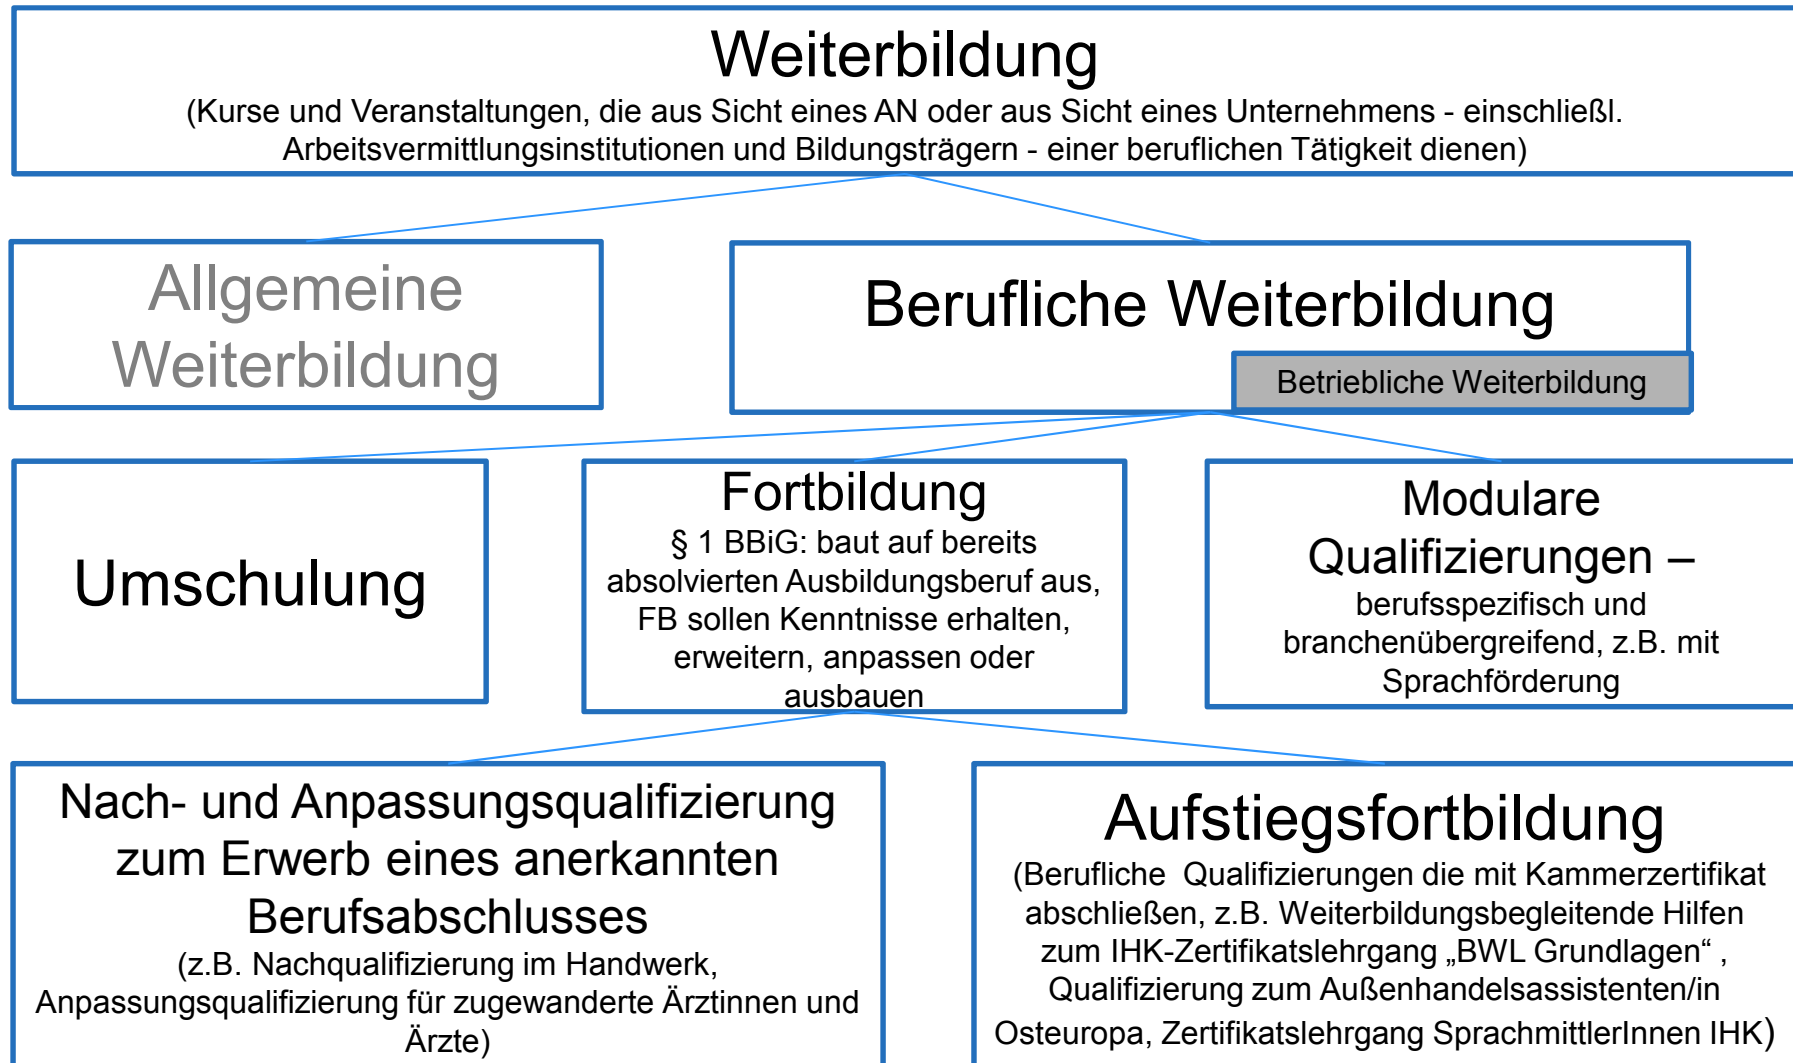 Weiterbildung
(Kurse und Veranstaltungen, die aus Sicht eines AN oder aus Sicht eines Unternehmens - einschließl.
Arbeitsvermittlungsinstitutionen und Bildungsträgern - einer beruflichen Tätigkeit dienen)
Allgemeine
Weiterbildung
Berufliche Weiterbildung
Betriebliche Weiterbildung
Umschulung
Fortbildung
§ 1 BBiG: baut auf bereits
absolvierten Ausbildungsberuf aus,
FB sollen Kenntnisse erhalten,
erweitern, anpassen oder
ausbauen
Modulare
Qualifizierungen –
berufsspezifisch und
branchenübergreifend, z.B. mit
Sprachförderung
Nach- und Anpassungsqualifizierung
zum Erwerb eines anerkannten
Berufsabschlusses
(z.B. Nachqualifizierung im Handwerk,
Anpassungsqualifizierung für zugewanderte Ärztinnen und
Ärzte)
Aufstiegsfortbildung
(Berufliche  Qualifizierungen die mit Kammerzertifikat
abschließen, z.B. Weiterbildungsbegleitende Hilfen
zum IHK-Zertifikatslehrgang „BWL Grundlagen“ ,
Qualifizierung zum Außenhandelsassistenten/in
Osteuropa, Zertifikatslehrgang SprachmittlerInnen IHK)